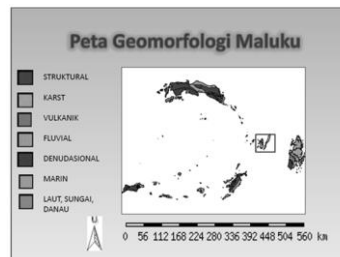 Peta Geomorfologi Maluku
STRUKTURAL
KARST
VULKANIK
FLUVIAL
DENUDASIONAL
MARIN
LAUT, SUNGAI,
DANAU
U
0 56 112 168 224 280 336 392 448 504 560 km